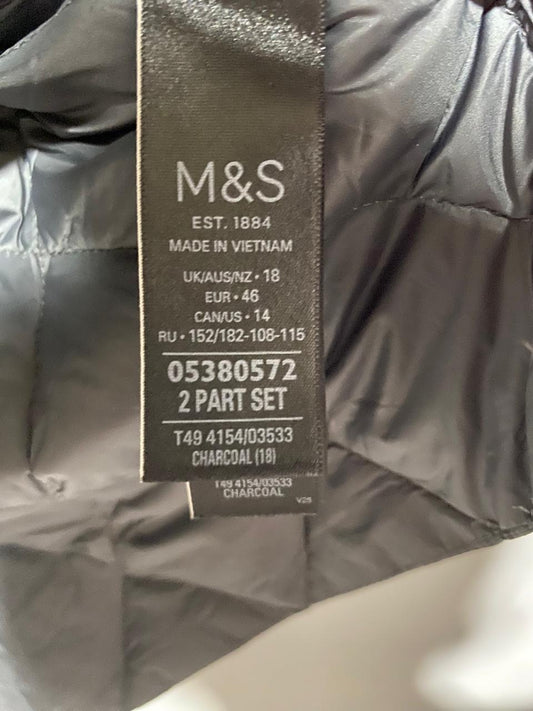 M&S
EST. 1884
MADE IN VIETNAM
UK/AUS/NZ • 18
EUR • 46
CAN/US • 14
RU • 152/182-108-115
05380572
2 PART SET
T49 4154/03533
CHARCOAL (18)
T49 4154/03533
CHARCOAL
V25